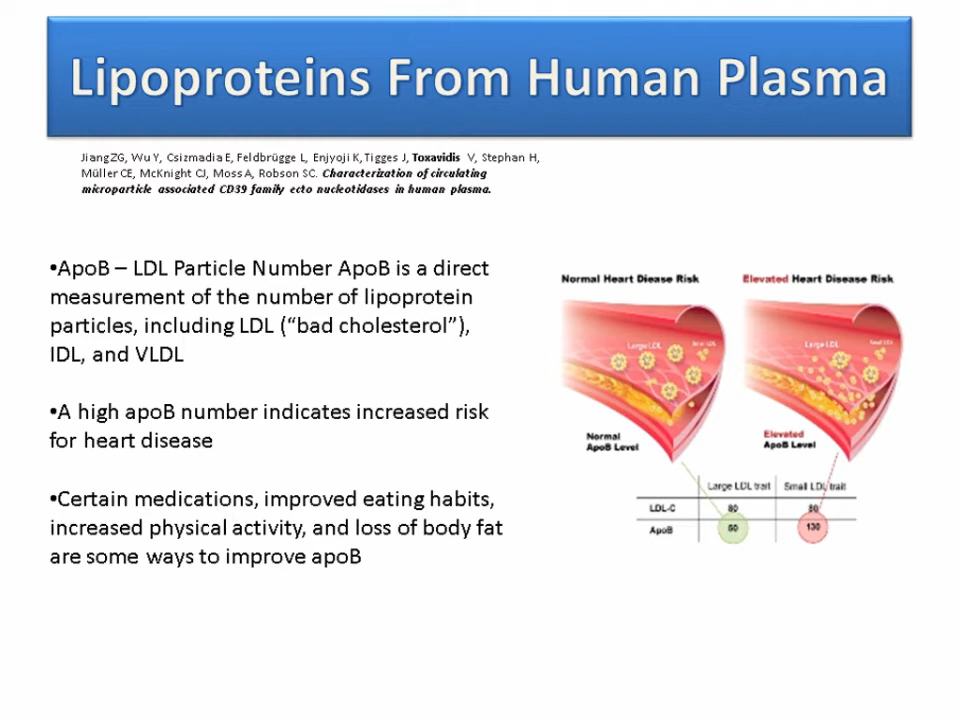 Lipoproteins From Human Plasma
JiangZG, Wu Y, Csizmadia E, Feldbrügge L, Enjyoji K, Tigges J, Toxavidis V, Stephan H,
Müller CE, McKnight CJ, Moss A, Robson SC. Characterization of circulating
microparticle associated CD39 family ecto nucleotidases in human plasma.
•ApoB – LDL Particle Number ApoB is a direct
measurement of the number of lipoprotein
particles, including LDL (“bad cholesterol”),
IDL, and VLDL
•A high apoB number indicates increased risk
for heart disease
•Certain medications, improved eating habits,
increased physical activity, and loss of body fat
are some ways to improve apoB
Normal Heart Disease Risk
Large LDL
Small LDL
Normal
ApoB Level
Elevated Heart Disease Risk
Large LDL
Small LDL
Elevated
ApoB Level
Large LDL trait Small LDL trait
LDL-C 80 80
ApoB 60 130